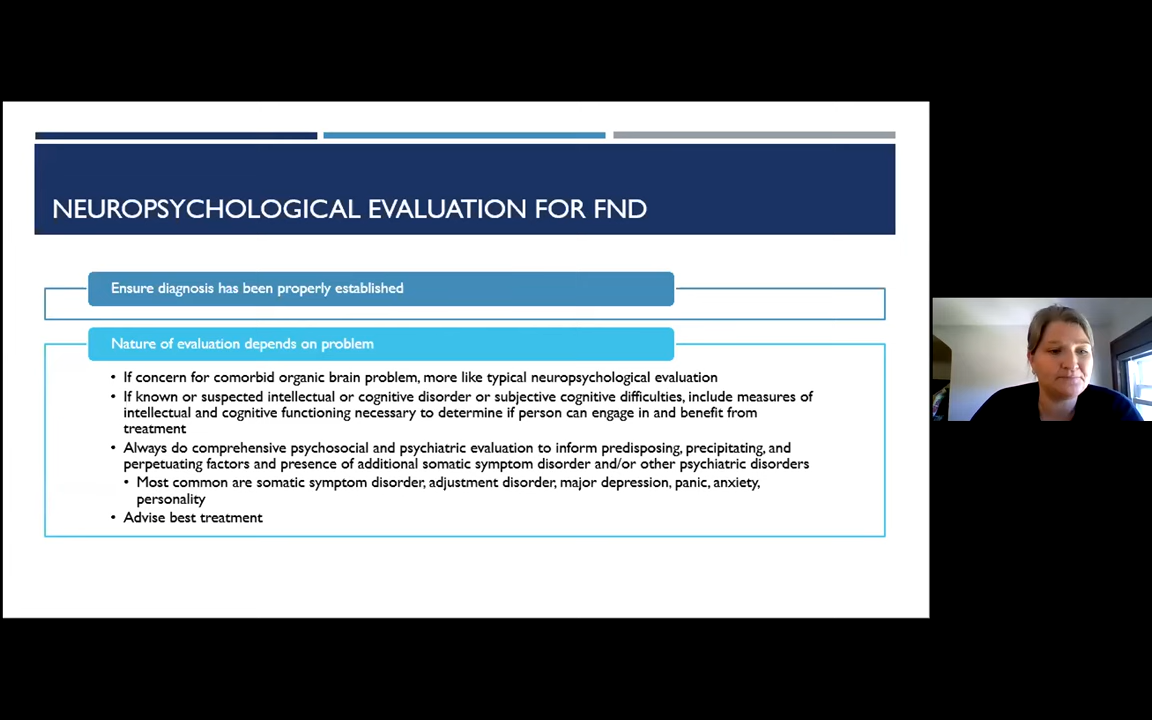 NEUROPSYCHOLOGICAL EVALUATION FOR FND
Ensure diagnosis has been properly established
Nature of evaluation depends on problem
• If concern for comorbid organic brain problem, more like typical neuropsychological evaluation
• If known or suspected intellectual or cognitive disorder or subjective cognitive difficulties, include measures of
intellectual and cognitive functioning necessary to determine if person can engage in and benefit from
treatment
• Always do comprehensive psychosocial and psychiatric evaluation to inform predisposing, precipitating, and
perpetuating factors and presence of additional somatic symptom disorder and/or other psychiatric disorders
• Most common are somatic symptom disorder, adjustment disorder, major depression, panic, anxiety,
personality
• Advise best treatment